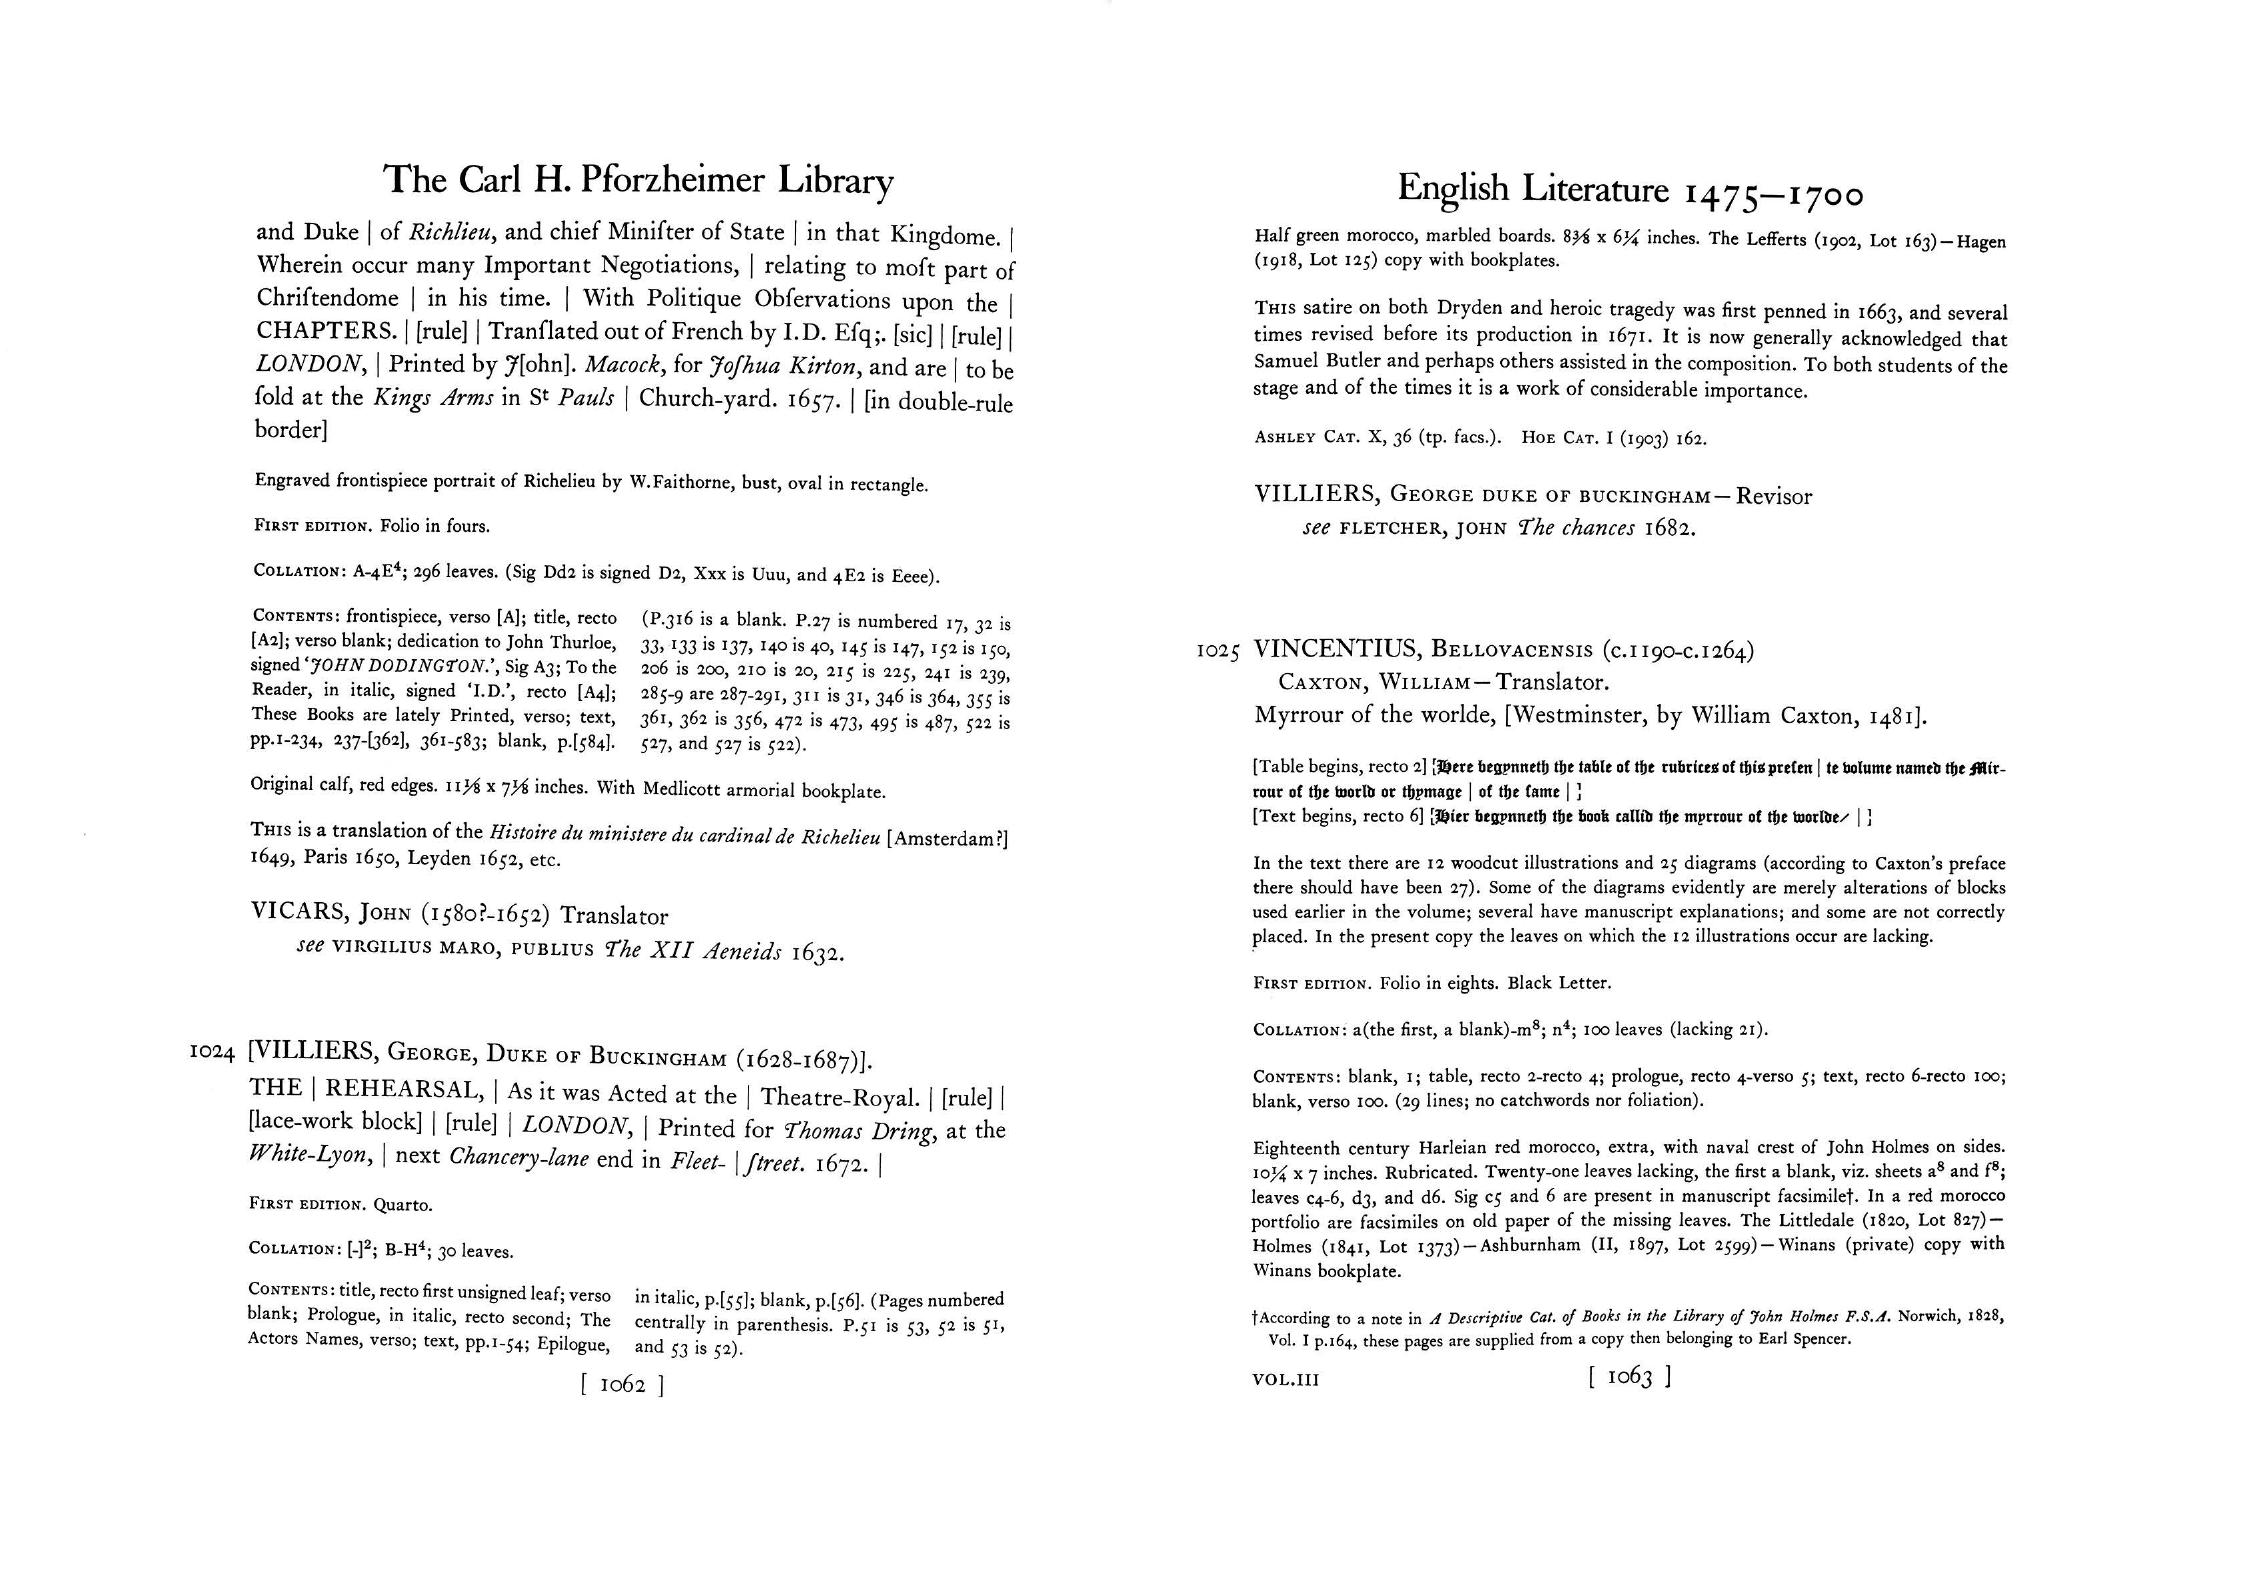 The Carl H. Pforzheimer Library
and Duke | of Richlieu, and chief Miniſter of State | in that Kingdome. |
Wherein occur many Important Negotiations, | relating to moſt part of
Chriſtendome | in his time. | With Politique Obſervations upon the |
CHAPTERS. | [rule] | Tranſlated out of French by I.D. Eſq;. [sic] | [rule] |
LONDON, | Printed by J[ohn]. Macock, for Joſhua Kirton, and are | to be
ſold at the Kings Arms in Sᵗ Pauls | Church-yard. 1657. | [in double-rule
border]
Engraved frontispiece portrait of Richelieu by W.Faithorne, bust, oval in rectangle.
First edition. Folio in fours.
Collation: A-4E⁴; 296 leaves. (Sig Dd2 is signed D2, Xxx is Uuu, and 4E2 is Eeee).
Contents: frontispiece, verso [A]; title, recto
[A2]; verso blank; dedication to John Thurloe,
signed ‘JOHN DODINGTON.’, Sig A3; To the
Reader, in italic, signed ‘I.D.’, recto [A4];
These Books are lately Printed, verso; text,
pp.1-234, 237-[362], 361-583; blank, p.[584].
(P.316 is a blank. P.27 is numbered 17, 32 is
33, 133 is 137, 140 is 40, 145 is 147, 152 is 150,
206 is 200, 210 is 20, 215 is 225, 241 is 239,
285-9 are 287-291, 311 is 31, 346 is 364, 355 is
361, 362 is 356, 472 is 473, 495 is 487, 522 is
527, and 527 is 522).
Original calf, red edges. 11⅛ x 7⅛ inches. With Medlicott armorial bookplate.
This is a translation of the Histoire du ministere du cardinal de Richelieu [Amsterdam?]
1649, Paris 1650, Leyden 1652, etc.
VICARS, John (1580?-1652) Translator
see VIRGILIUS MARO, PUBLIUS The XII Aeneids 1632.
1024 [VILLIERS, George, Duke of Buckingham (1628-1687)].
THE | REHEARSAL, | As it was Acted at the | Theatre-Royal. | [rule] |
[lace-work block] | [rule] | LONDON, | Printed for Thomas Dring, at the
White-Lyon, | next Chancery-lane end in Fleet- | ſtreet. 1672. |
First edition. Quarto.
Collation: [-]²; B-H⁴; 30 leaves.
Contents: title, recto first unsigned leaf; verso
blank; Prologue, in italic, recto second; The
Actors Names, verso; text, pp.1-54; Epilogue,
in italic, p.[55]; blank, p.[56]. (Pages numbered
centrally in parenthesis. P.51 is 53, 52 is 51,
and 53 is 52).
[ 1062 ]
English Literature 1475–1700
Half green morocco, marbled boards. 8⅜ x 6¼ inches. The Lefferts (1902, Lot 163)—Hagen
(1918, Lot 125) copy with bookplates.
This satire on both Dryden and heroic tragedy was first penned in 1663, and several
times revised before its production in 1671. It is now generally acknowledged that
Samuel Butler and perhaps others assisted in the composition. To both students of the
stage and of the times it is a work of considerable importance.
Ashley Cat. X, 36 (tp. facs.). Hoe Cat. I (1903) 162.
VILLIERS, George duke of buckingham—Revisor
see FLETCHER, JOHN The chances 1682.
1025 VINCENTIUS, Bellovacensis (c.1190-c.1264)
Caxton, William—Translator.
Myrrour of the worlde, [Westminster, by William Caxton, 1481].
[Table begins, recto 2] [Here begynneth the table of the rubrices of this preſen | te volume named the Mir-
rour of the world or thymage | of the ſame | ]
[Text begins, recto 6] [Hier begynneth the book callid the myrrour of the worlde/ | ]
In the text there are 12 woodcut illustrations and 25 diagrams (according to Caxton's preface
there should have been 27). Some of the diagrams evidently are merely alterations of blocks
used earlier in the volume; several have manuscript explanations; and some are not correctly
placed. In the present copy the leaves on which the 12 illustrations occur are lacking.
First edition. Folio in eights. Black Letter.
Collation: a(the first, a blank)-m⁸; n⁴; 100 leaves (lacking 21).
Contents: blank, 1; table, recto 2-recto 4; prologue, recto 4-verso 5; text, recto 6-recto 100;
blank, verso 100. (29 lines; no catchwords nor foliation).
Eighteenth century Harleian red morocco, extra, with naval crest of John Holmes on sides.
10¼ x 7 inches. Rubricated. Twenty-one leaves lacking, the first a blank, viz. sheets a⁸ and f⁸;
leaves c4-6, d3, and d6. Sig c5 and 6 are present in manuscript facsimile†. In a red morocco
portfolio are facsimiles on old paper of the missing leaves. The Littledale (1820, Lot 827)—
Holmes (1841, Lot 1373)—Ashburnham (II, 1897, Lot 2599)—Winans (private) copy with
Winans bookplate.
†According to a note in A Descriptive Cat. of Books in the Library of John Holmes F.S.A. Norwich, 1828,
Vol. I p.164, these pages are supplied from a copy then belonging to Earl Spencer.
VOL.III
[ 1063 ]